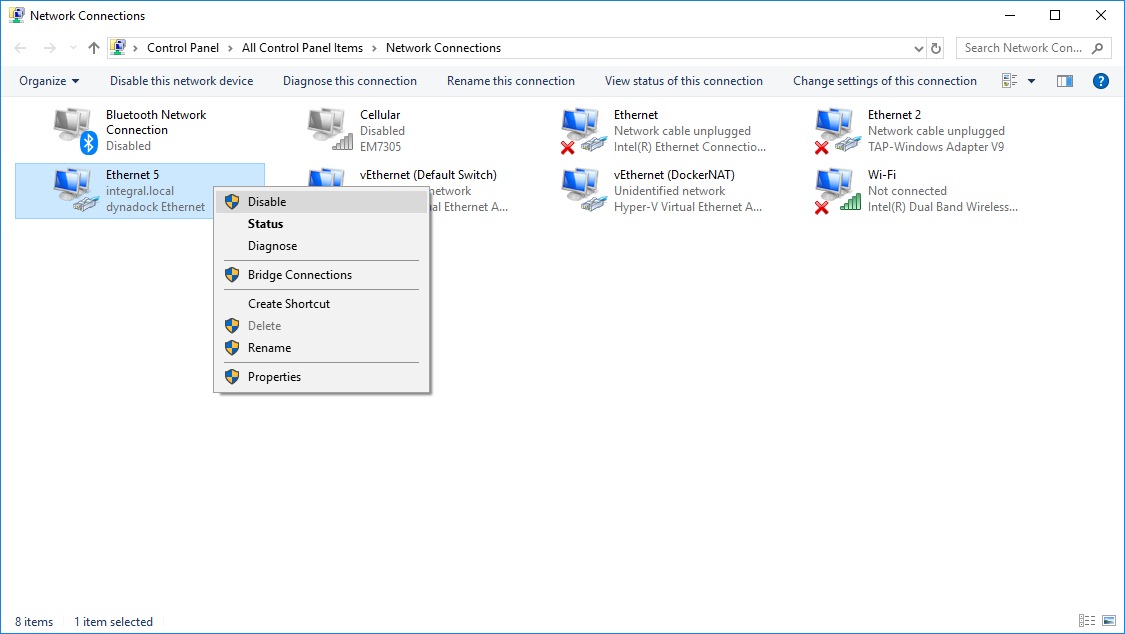 Network Connections
Control Panel > All Control Panel Items > Network Connections
Search Network Con...
Organize
Disable this network device
Diagnose this connection
Rename this connection
View status of this connection
Change settings of this connection
Bluetooth Network
Connection
Disabled
Cellular
Disabled
EM7305
Ethernet
Network cable unplugged
Intel(R) Ethernet Connectio...
Ethernet 2
Network cable unplugged
TAP-Windows Adapter V9
Ethernet 5
integral.local
dynadock Ethernet
vEthernet (Default Switch)
network
al Ethernet A...
vEthernet (DockerNAT)
Unidentified network
Hyper-V Virtual Ethernet A...
Wi-Fi
Not connected
Intel(R) Dual Band Wireless...
Disable
Status
Diagnose
Bridge Connections
Create Shortcut
Delete
Rename
Properties
8 items
1 item selected